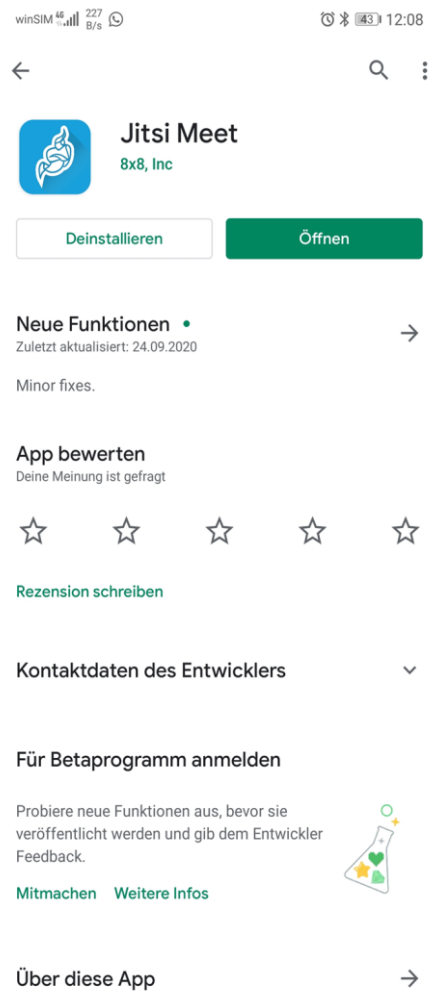 winSIM 4G 227 B/s 43 12:08
Jitsi Meet
8x8, Inc
Deinstallieren Öffnen
Neue Funktionen
Zuletzt aktualisiert: 24.09.2020
Minor fixes.
App bewerten
Deine Meinung ist gefragt
Rezension schreiben
Kontaktdaten des Entwicklers
Für Betaprogramm anmelden
Probiere neue Funktionen aus, bevor sie
veröffentlicht werden und gib dem Entwickler
Feedback.
Mitmachen Weitere Infos
Über diese App